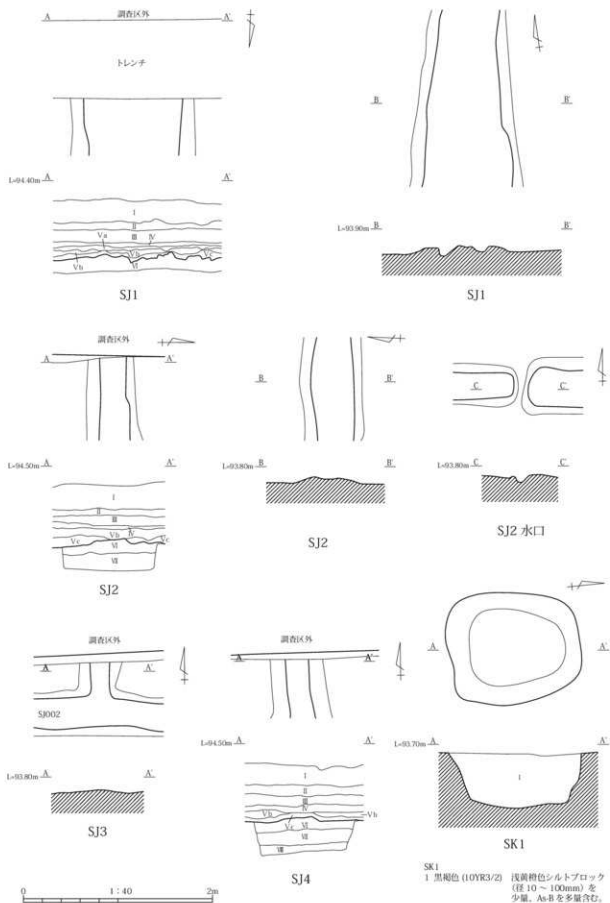 A 調査区外 A'
トレンチ
L=94.40m A A'
Ⅰ
Ⅱ
Ⅲ Ⅳ
Va
Vb Vb Vc
Ⅵ
SJ1
B B'
L=93.90m B B'
SJ1
調査区外
A A'
L=94.50m A A'
Ⅰ
Ⅱ
Ⅲ
Vb Ⅳ
Vc Ⅵ Vc
Ⅶ
SJ2
B B'
L=93.80m B B'
SJ2
C C'
L=93.80m C C'
SJ2 水口
調査区外
A A'
SJ002
L=93.80m A A'
SJ3
調査区外
A A'
L=94.50m A A'
Ⅰ
Ⅱ
Ⅲ
Ⅳ
Vb Vb
Vc Ⅵ
Ⅶ
Ⅷ
SJ4
A A'
L=93.70m A A'
1
SK1
SK1
1 黒褐色 (10YR3/2) 浅黄橙色シルトブロック
(径 10 ～ 100mm) を
少量、As-B を多量含む。
0 1:40 2m